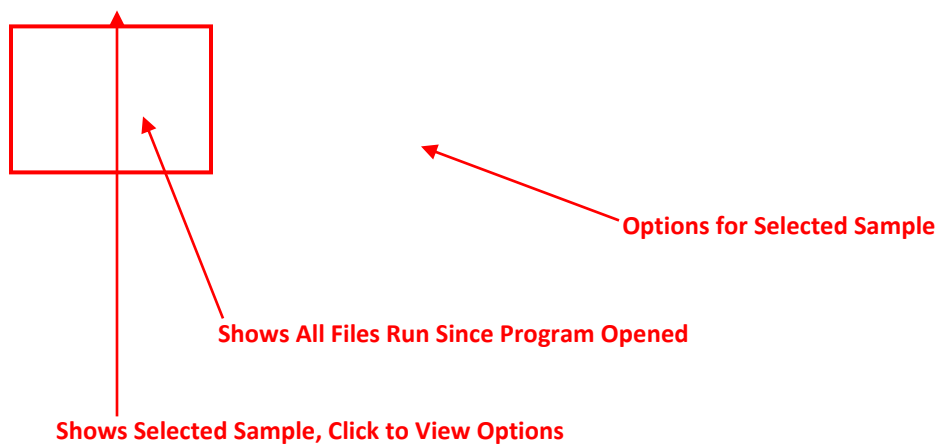 Options for Selected Sample
Shows All Files Run Since Program Opened
Shows Selected Sample, Click to View Options